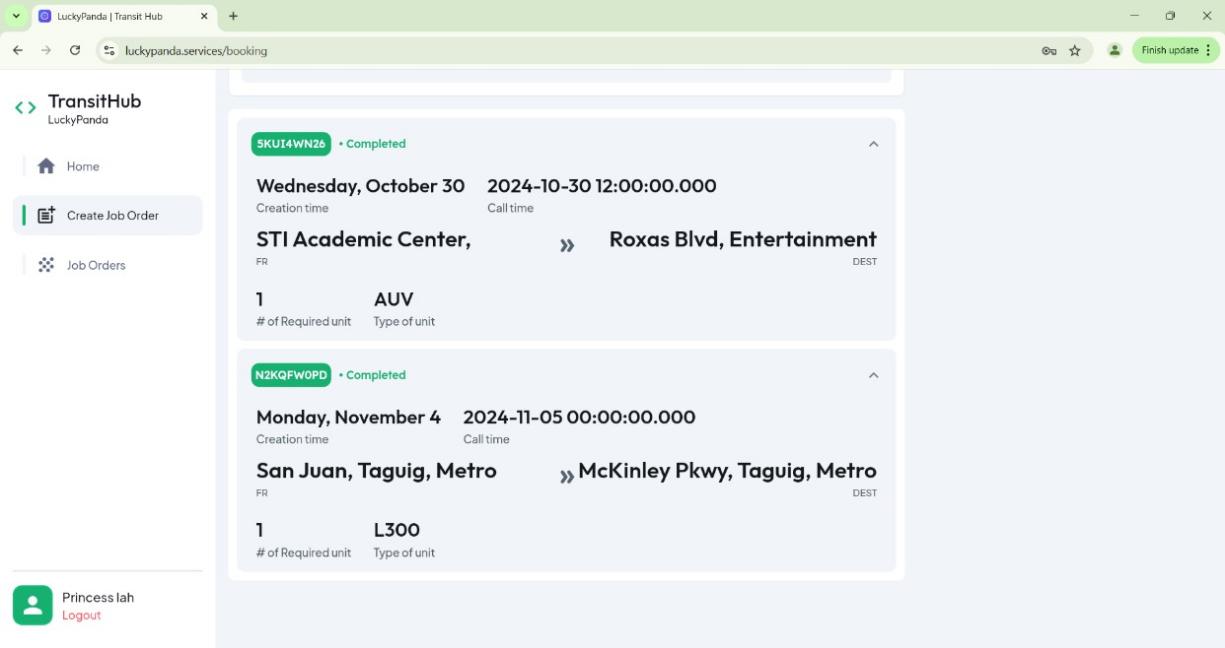 LuckyPanda | Transit Hub
luckypanda.services/booking
Finish update
TransitHub
LuckyPanda
Home
Create Job Order
Job Orders
Princess Iah
Logout
5KUI4WN26 • Completed
Wednesday, October 30 2024-10-30 12:00:00.000
Creation time Call time
STI Academic Center, » Roxas Blvd, Entertainment
FR DEST
1 AUV
# of Required unit Type of unit
N2KQFW0PD • Completed
Monday, November 4 2024-11-05 00:00:00.000
Creation time Call time
San Juan, Taguig, Metro » McKinley Pkwy, Taguig, Metro
FR DEST
1 L300
# of Required unit Type of unit